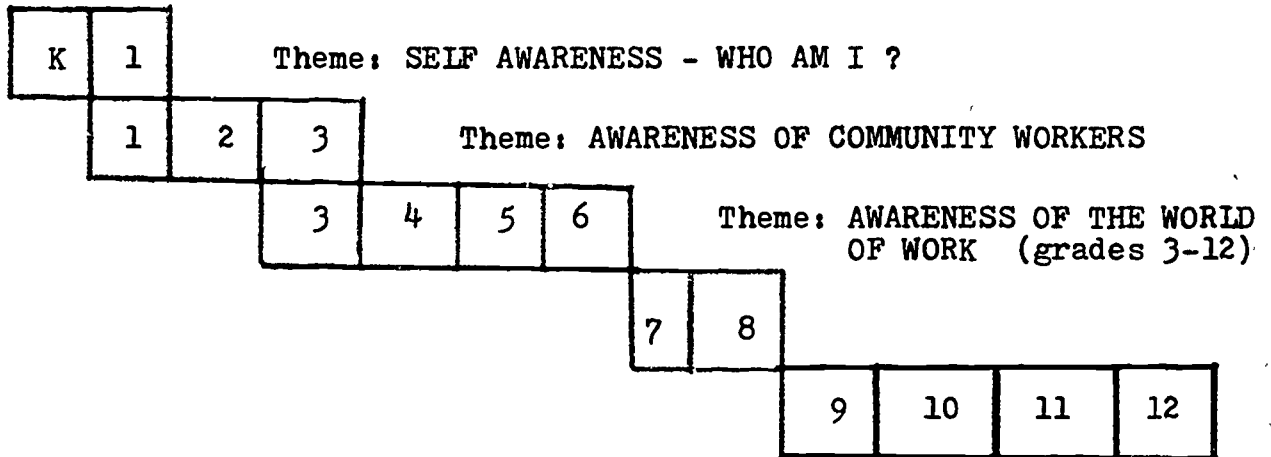 K 1 Theme: SELF AWARENESS - WHO AM I ?
1 2 3 Theme: AWARENESS OF COMMUNITY WORKERS
3 4 5 6 Theme: AWARENESS OF THE WORLD
OF WORK (grades 3-12)
7 8
9 10 11 12